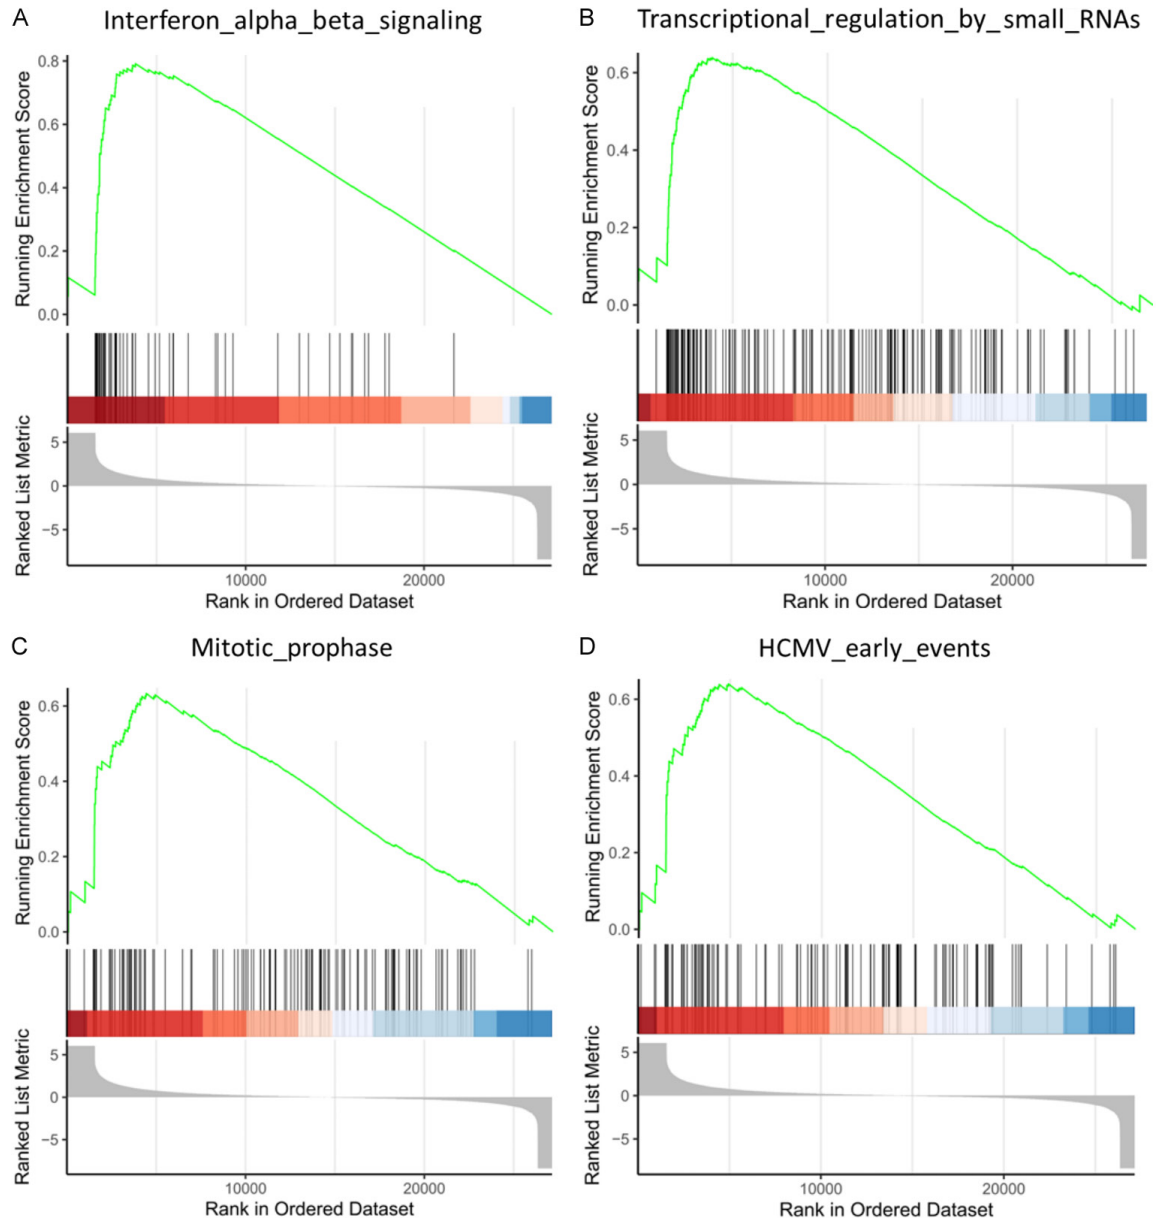 A
Interferon_alpha_beta_signaling
Running Enrichment Score
0.8
0.6
0.4
0.2
0.0
Ranked List Metric
5
0
−5
10000 20000
Rank in Ordered Dataset
B
Transcriptional_regulation_by_small_RNAs
Running Enrichment Score
0.6
0.4
0.2
0.0
Ranked List Metric
5
0
−5
10000 20000
Rank in Ordered Dataset
C
Mitotic_prophase
Running Enrichment Score
0.6
0.4
0.2
0.0
Ranked List Metric
5
0
−5
10000 20000
Rank in Ordered Dataset
D
HCMV_early_events
Running Enrichment Score
0.6
0.4
0.2
0.0
Ranked List Metric
5
0
−5
10000 20000
Rank in Ordered Dataset